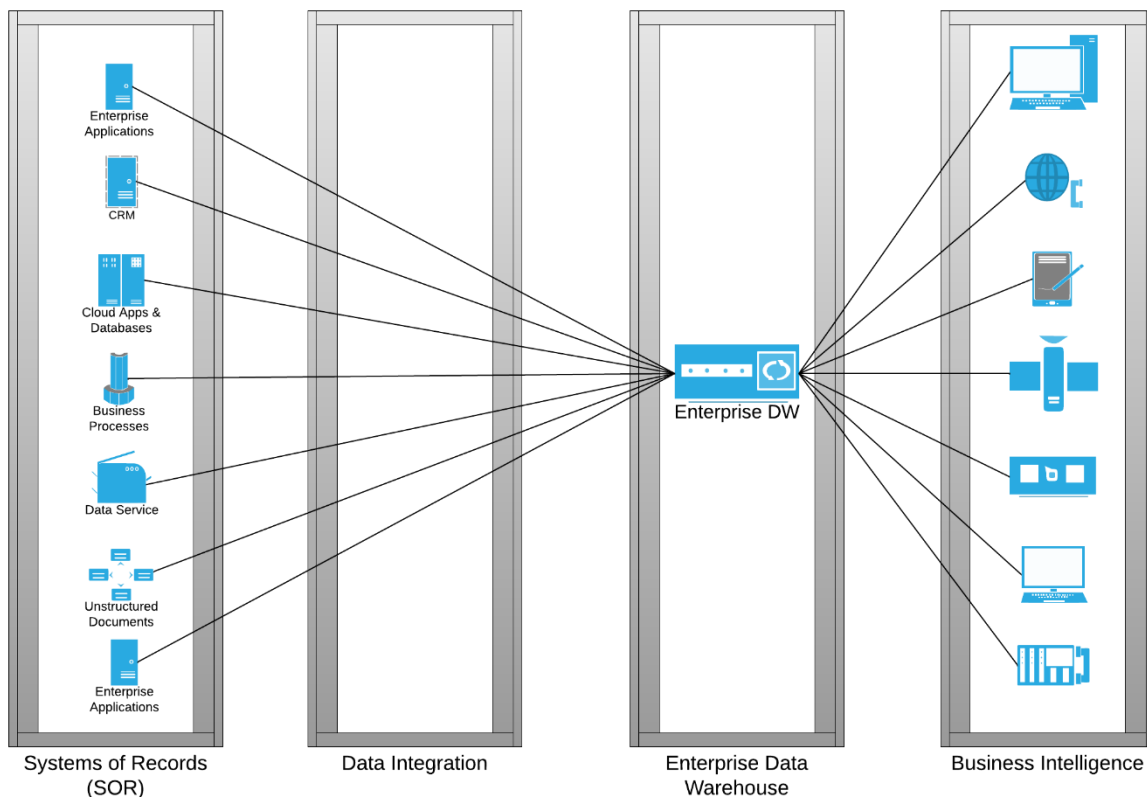 Enterprise
Applications
CRM
Cloud Apps &
Databases
Business
Processes
Data Service
Unstructured
Documents
Enterprise
Applications
Enterprise DW
Systems of Records
(SOR)
Data Integration
Enterprise Data
Warehouse
Business Intelligence